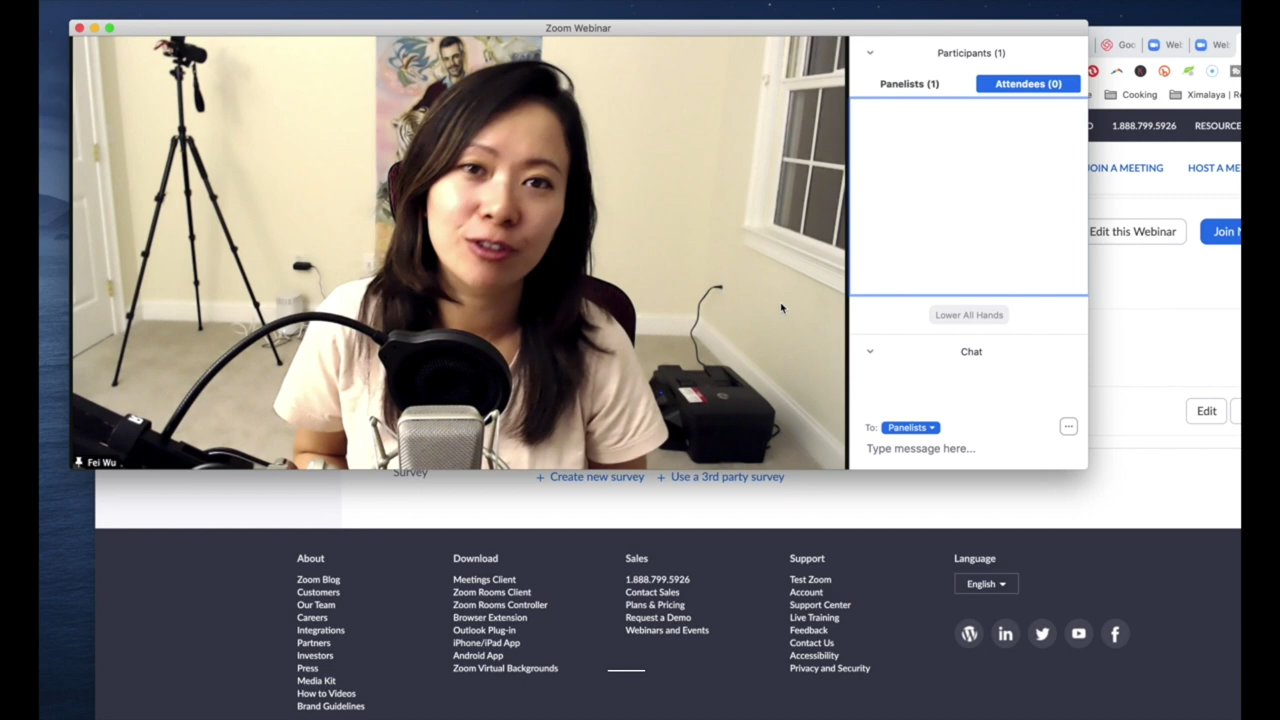 Zoom Webinar
Participants (1)
Panelists (1)
Attendees (0)
Lower All Hands
Chat
To: Panelists
Type message here...
Fei Wu
Goo
Wel
Wel
Cooking
Ximalaya | Re
1.888.799.5926
RESOURCE
JOIN A MEETING
HOST A ME
Edit this Webinar
Join
Edit
Survey
+ Create new survey
+ Use a 3rd party survey
About
Zoom Blog
Customers
Our Team
Careers
Integrations
Partners
Investors
Press
Media Kit
How to Videos
Brand Guidelines
Download
Meetings Client
Zoom Rooms Client
Zoom Rooms Controller
Browser Extension
Outlook Plug-in
iPhone/iPad App
Android App
Zoom Virtual Backgrounds
Sales
1.888.799.5926
Contact Sales
Plans & Pricing
Request a Demo
Webinars and Events
Support
Test Zoom
Account
Support Center
Live Training
Feedback
Contact Us
Accessibility
Privacy and Security
Language
English